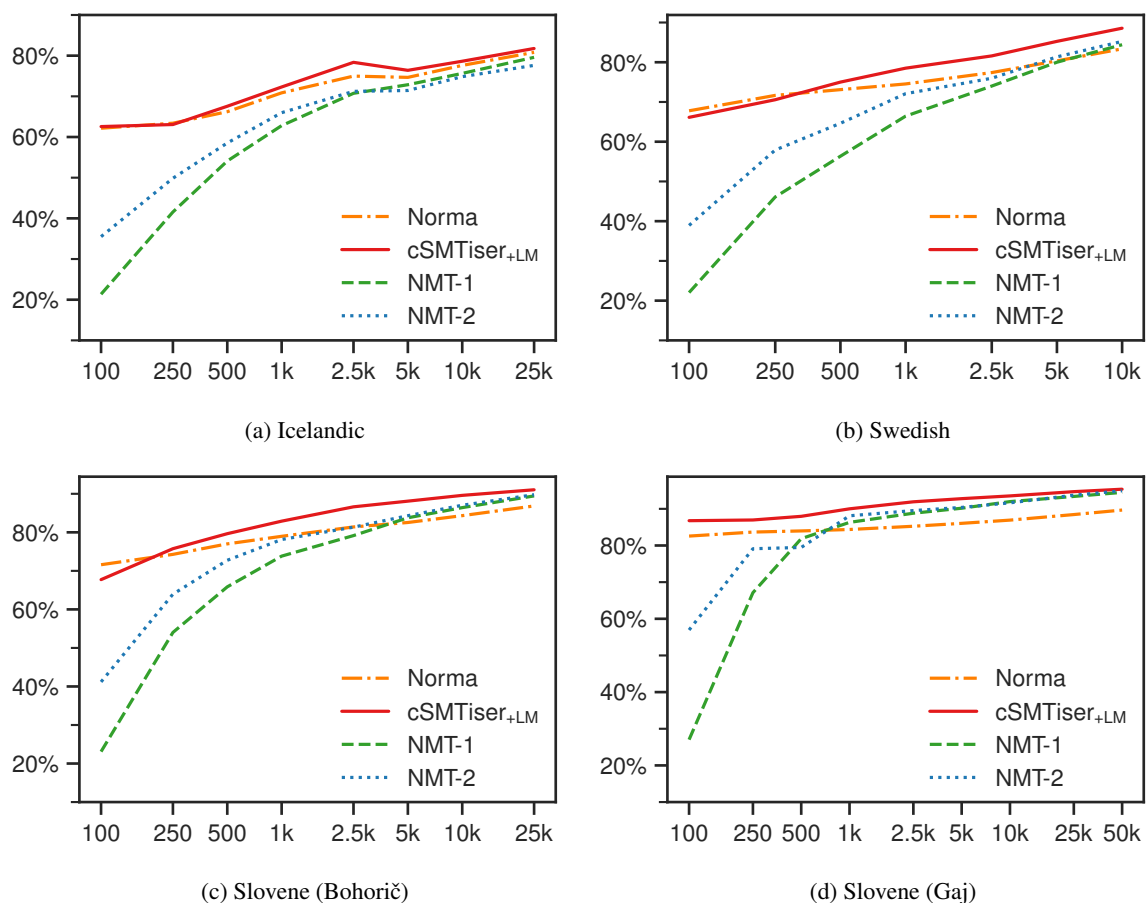 80%
60%
40%
20%
Norma
cSMTiser+LM
NMT-1
NMT-2
100 250 500 1k 2.5k 5k 10k 25k
(a) Icelandic
80%
60%
40%
20%
Norma
cSMTiser+LM
NMT-1
NMT-2
100 250 500 1k 2.5k 5k 10k
(b) Swedish
80%
60%
40%
20%
Norma
cSMTiser+LM
NMT-1
NMT-2
100 250 500 1k 2.5k 5k 10k 25k
(c) Slovene (Bohorič)
80%
60%
40%
20%
Norma
cSMTiser+LM
NMT-1
NMT-2
100 250 500 1k 2.5k 5k 10k 25k 50k
(d) Slovene (Gaj)